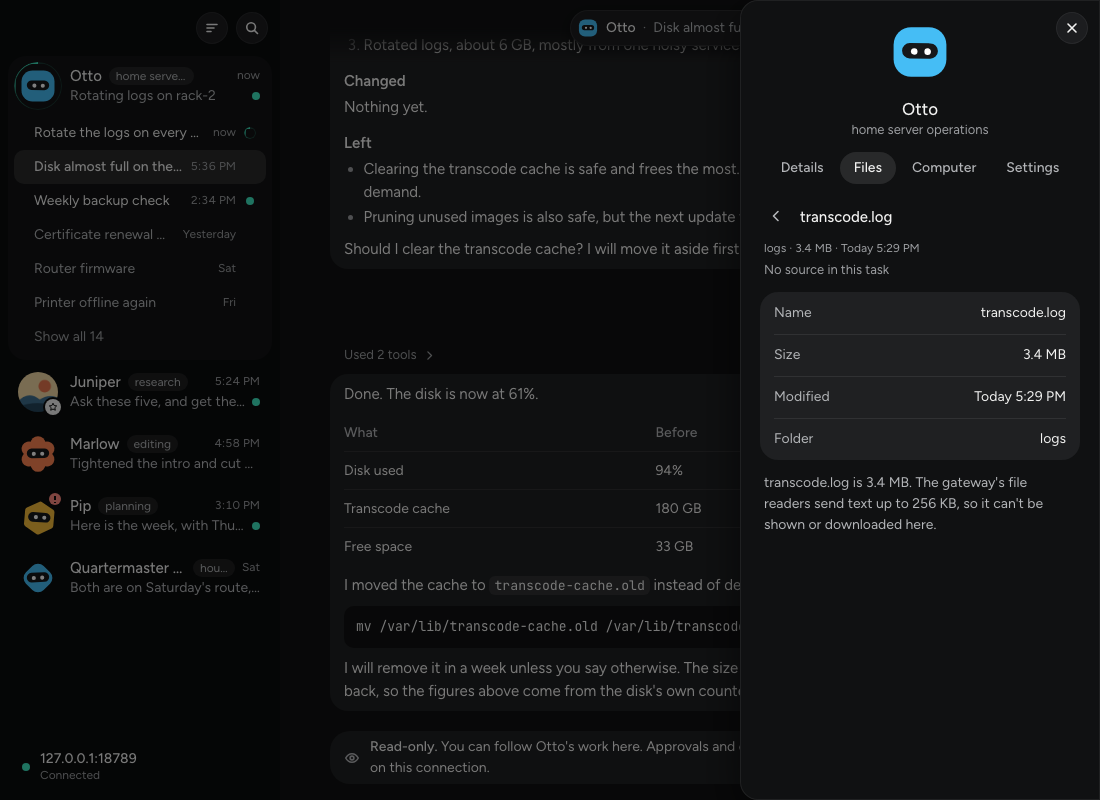 Otto home serve... now
Rotating logs on rack-2
Rotate the logs on every ... now
Disk almost full on the... 5:36 PM
Weekly backup check 2:34 PM
Certificate renewal ... Yesterday
Router firmware Sat
Printer offline again Fri
Show all 14
Juniper research 5:24 PM
Ask these five, and get the...
Marlow editing 4:58 PM
Tightened the intro and cut ...
Pip planning 3:10 PM
Here is the week, with Thu...
Quartermaster ... hou... Sat
Both are on Saturday's route,...
127.0.0.1:18789
Connected
Otto · Disk almost fu
3. Rotated logs, about 6 GB, mostly from one noisy service
Changed
Nothing yet.
Left
• Clearing the transcode cache is safe and frees the most.
demand.
• Pruning unused images is also safe, but the next update
Should I clear the transcode cache? I will move it aside first
Used 2 tools
Done. The disk is now at 61%.
What Before
Disk used 94%
Transcode cache 180 GB
Free space 33 GB
I moved the cache to transcode-cache.old instead of de
mv /var/lib/transcode-cache.old /var/lib/transcod
I will remove it in a week unless you say otherwise. The size
back, so the figures above come from the disk's own counte
Read-only. You can follow Otto's work here. Approvals and
on this connection.
Otto
home server operations
Details Files Computer Settings
transcode.log
logs · 3.4 MB · Today 5:29 PM
No source in this task
Name transcode.log
Size 3.4 MB
Modified Today 5:29 PM
Folder logs
transcode.log is 3.4 MB. The gateway's file
readers send text up to 256 KB, so it can't be
shown or downloaded here.